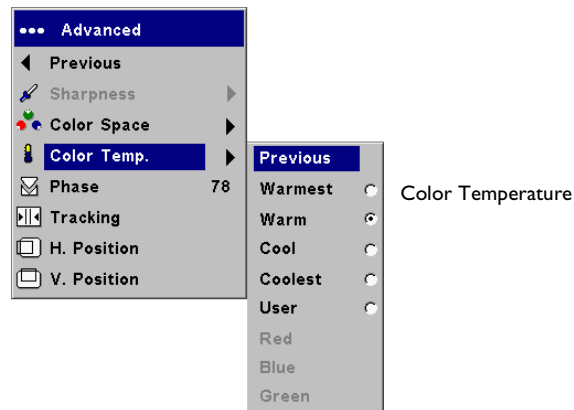 Advanced
Previous
Sharpness
Color Space
Color Temp.
Phase 78
Tracking
H. Position
V. Position
Previous
Warmest
Warm
Cool
Coolest
User
Red
Blue
Green
Color Temperature